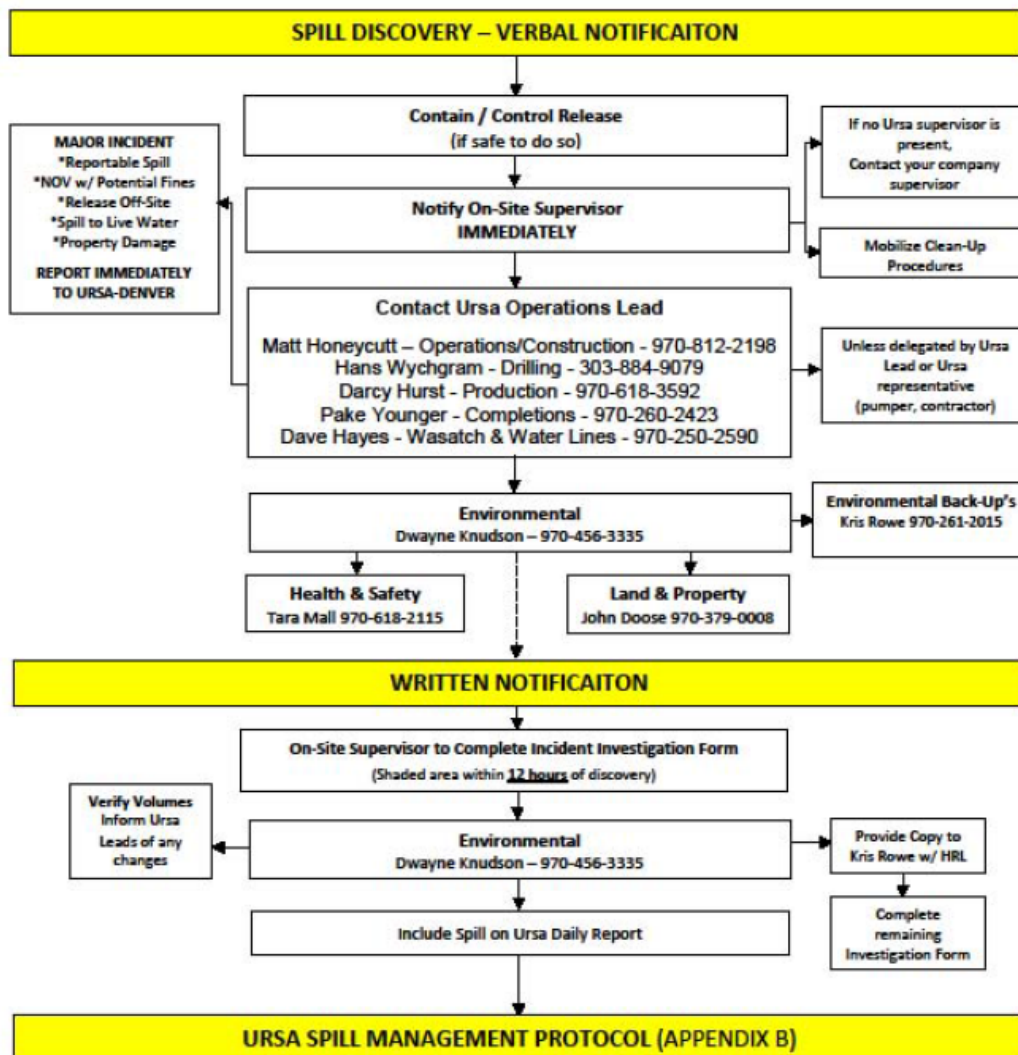 SPILL DISCOVERY – VERBAL NOTIFICAITON
Contain / Control Release
(if safe to do so)
MAJOR INCIDENT
*Reportable Spill
*NOV w/ Potential Fines
*Release Off-Site
*Spill to Live Water
*Property Damage
REPORT IMMEDIATELY
TO URSA-DENVER
If no Ursa supervisor is
present,
Contact your company
supervisor
Notify On-Site Supervisor
IMMEDIATELY
Mobilize Clean-Up
Procedures
Contact Ursa Operations Lead
Matt Honeycutt – Operations/Construction - 970-812-2198
Hans Wychgram - Drilling - 303-884-9079
Darcy Hurst - Production - 970-618-3592
Pake Younger - Completions - 970-260-2423
Dave Hayes - Wasatch & Water Lines - 970-250-2590
Unless delegated by Ursa
Lead or Ursa
representative
(pumper, contractor)
Environmental
Dwayne Knudson – 970-456-3335
Environmental Back-Up's
Kris Rowe 970-261-2015
Health & Safety
Tara Mall 970-618-2115
Land & Property
John Doose 970-379-0008
WRITTEN NOTIFICAITON
On-Site Supervisor to Complete Incident Investigation Form
(Shaded area within 12 hours of discovery)
Verify Volumes
Inform Ursa
Leads of any
changes
Environmental
Dwayne Knudson – 970-456-3335
Provide Copy to
Kris Rowe w/ HRL
Include Spill on Ursa Daily Report
Complete
remaining
Investigation Form
URSA SPILL MANAGEMENT PROTOCOL (APPENDIX B)